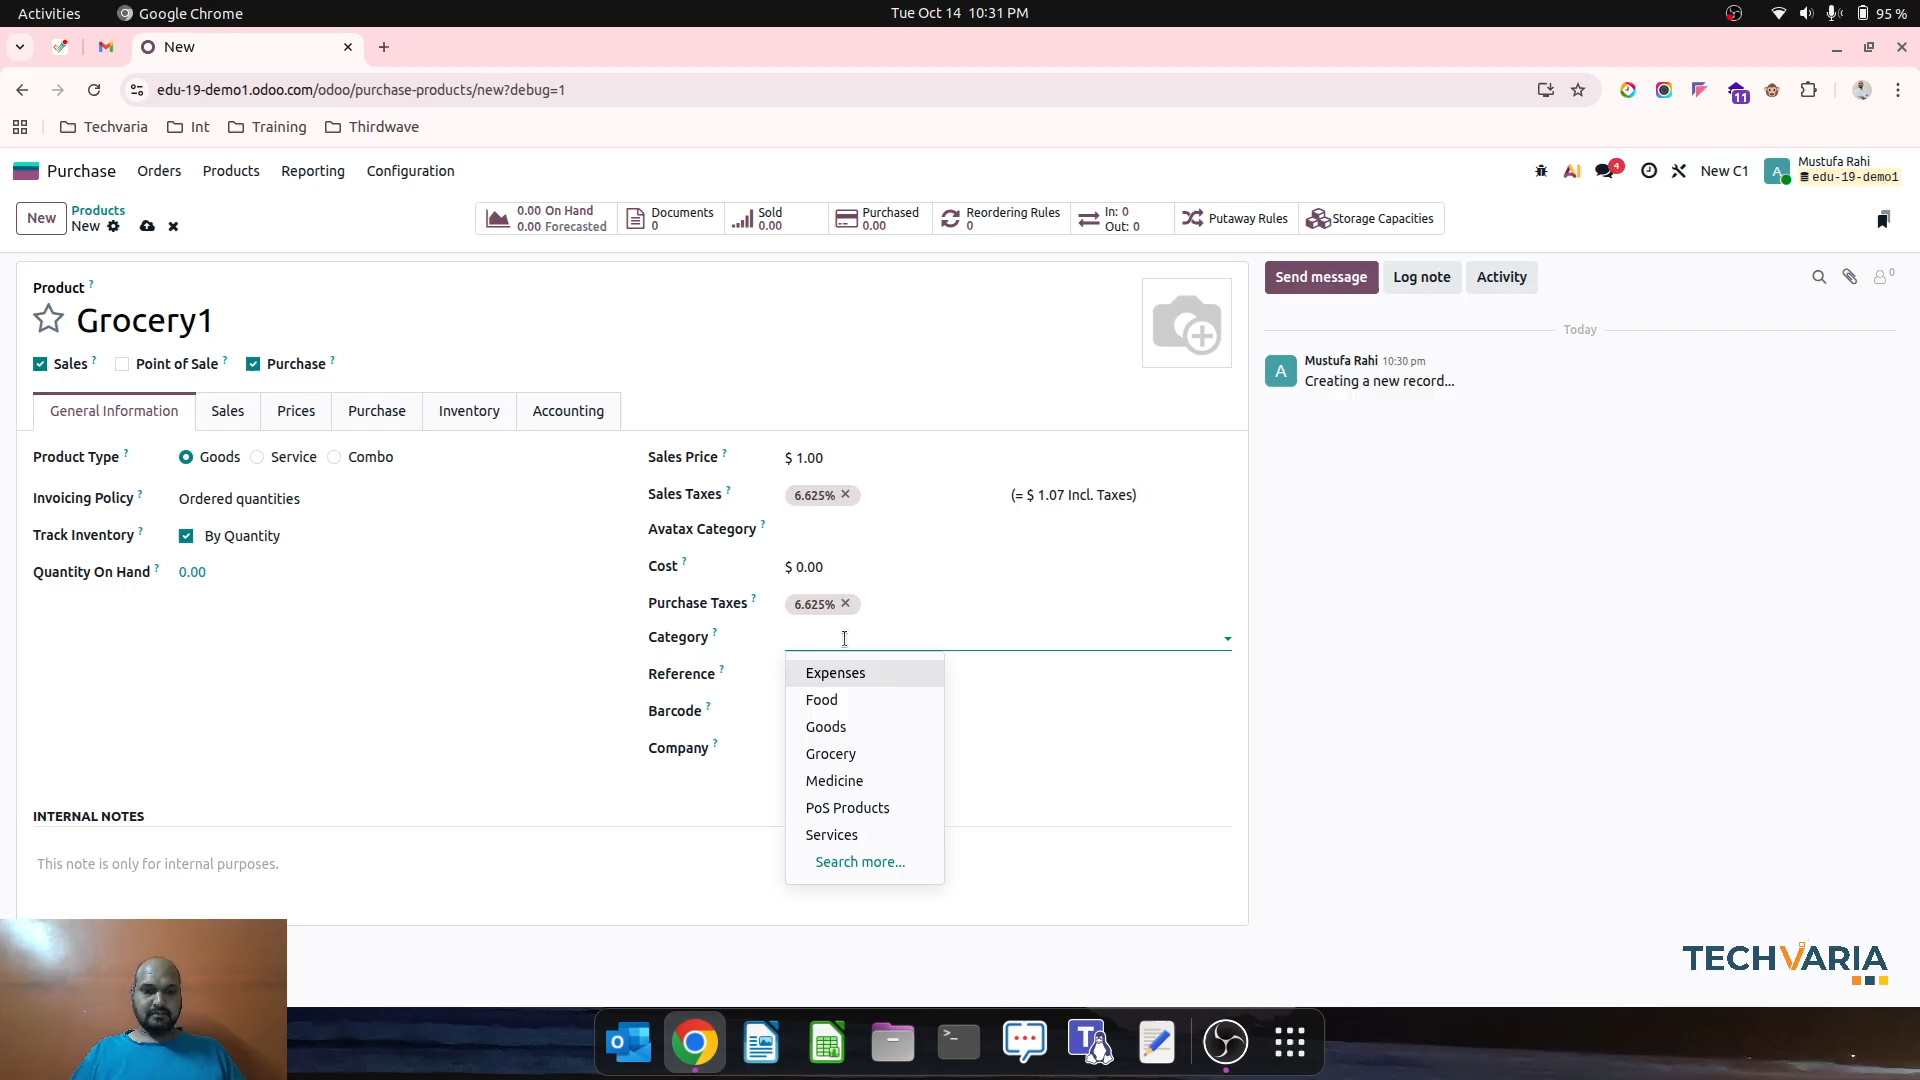 Activities
Google Chrome
Tue Oct 14 10:31 PM
95 %
New
edu-19-demo1.odoo.com/odoo/purchase-products/new?debug=1
11
Techvaria
Int
Training
Thirdwave
Purchase
Orders
Products
Reporting
Configuration
AI
4
New C1
A
Mustufa Rahi
edu-19-demo1
New
Products
New
0.00 On Hand
0.00 Forecasted
Documents
0
Sold
0.00
Purchased
0.00
Reordering Rules
0
In: 0
Out: 0
Putaway Rules
Storage Capacities
Product ?
Grocery1
Sales ?
Point of Sale ?
Purchase ?
Send message
Log note
Activity
0
Today
A
Mustufa Rahi 10:30 pm
Creating a new record...
General Information
Sales
Prices
Purchase
Inventory
Accounting
Product Type ?
Goods
Service
Combo
Invoicing Policy ?
Ordered quantities
Track Inventory ?
By Quantity
Quantity On Hand ?
0.00
Sales Price ?
$ 1.00
Sales Taxes ?
6.625%
(= $ 1.07 Incl. Taxes)
Avatax Category ?
Cost ?
$ 0.00
Purchase Taxes ?
6.625%
Category ?
Reference ?
Barcode ?
Company ?
Expenses
Food
Goods
Grocery
Medicine
PoS Products
Services
Search more...
INTERNAL NOTES
This note is only for internal purposes.
TECHVARIA